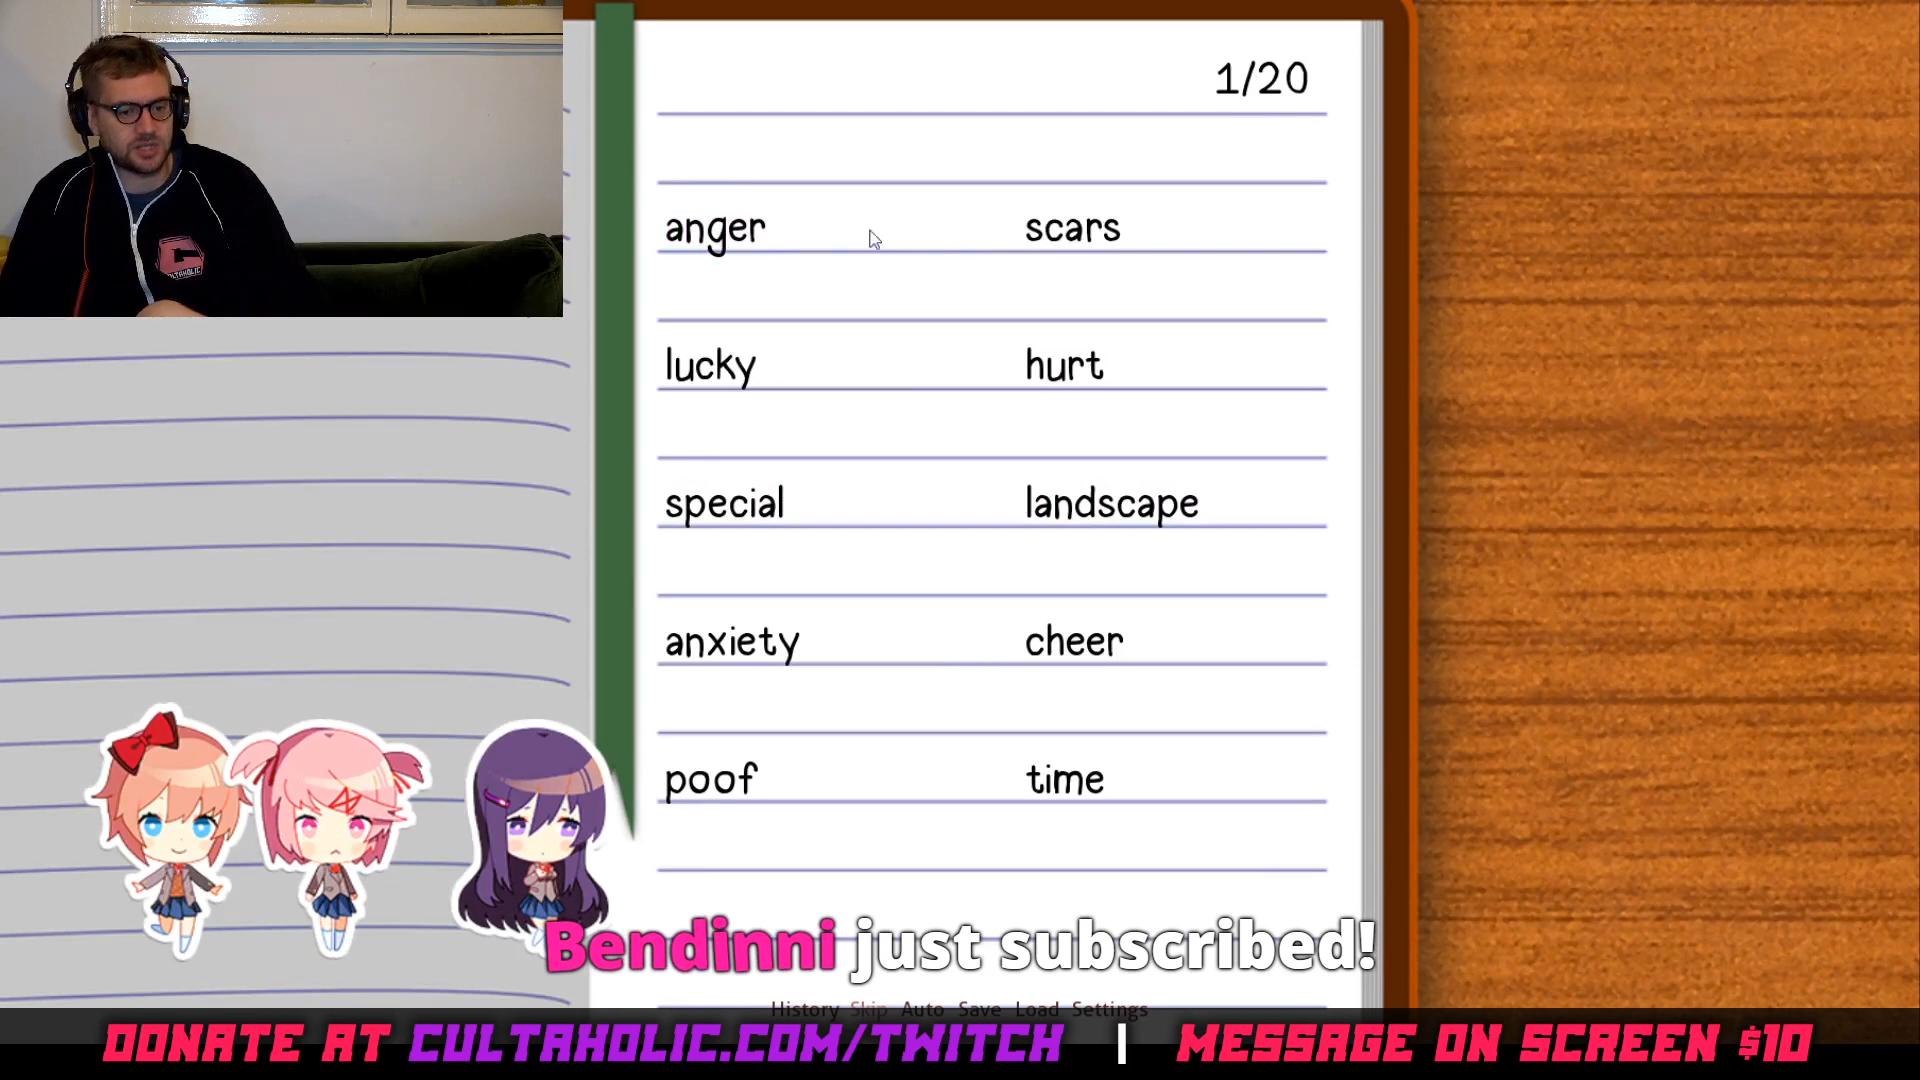 1/20
anger scars
lucky hurt
special landscape
anxiety cheer
poof time
CULTAHOLIC
Bendinni just subscribed!
History Skip Auto Save Load Settings
DONATE AT CULTAHOLIC.COM/TWITCH | MESSAGE ON SCREEN $10